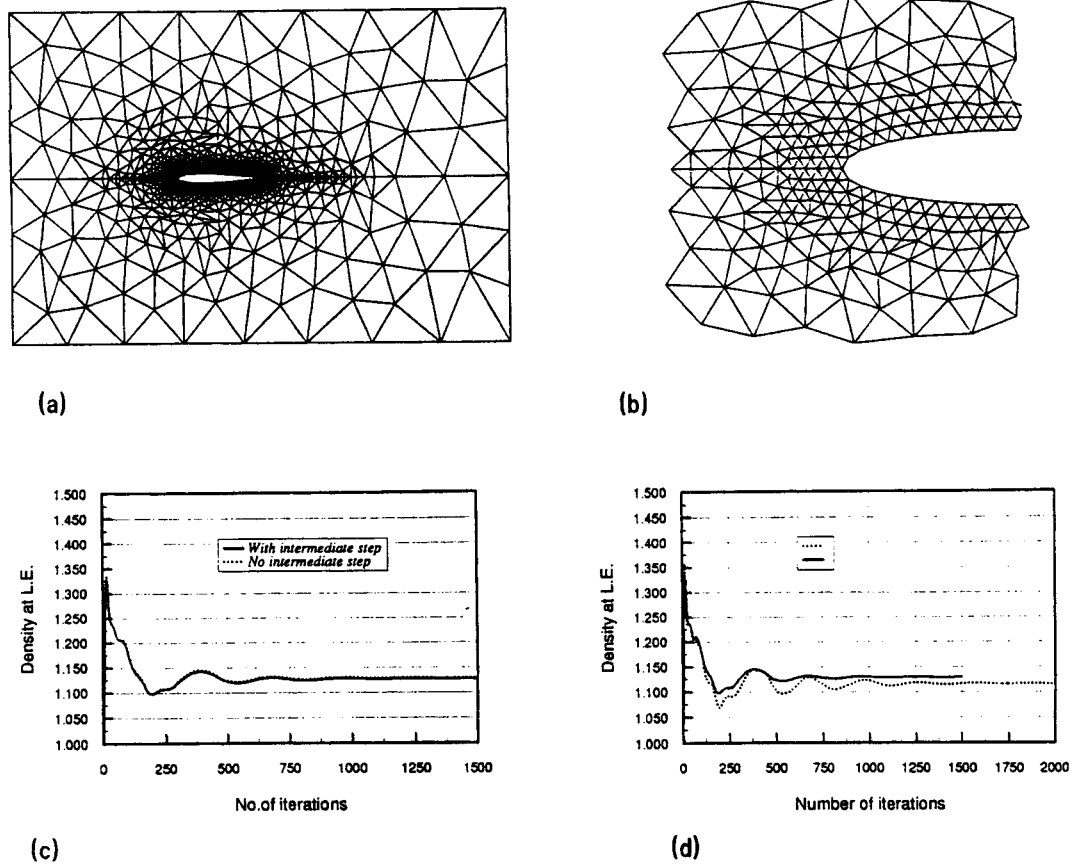 (a)
(b)
1.500
1.450
1.400
1.350
1.300
1.250
1.200
1.150
1.100
1.050
1.000
Density at L.E.
With intermediate step
No intermediate step
0 250 500 750 1000 1250 1500
No.of iterations
(c)
1.500
1.450
1.400
1.350
1.300
1.250
1.200
1.150
1.100
1.050
1.000
Density at L.E.
0 250 500 750 1000 1250 1500 1750 2000
Number of iterations
(d)